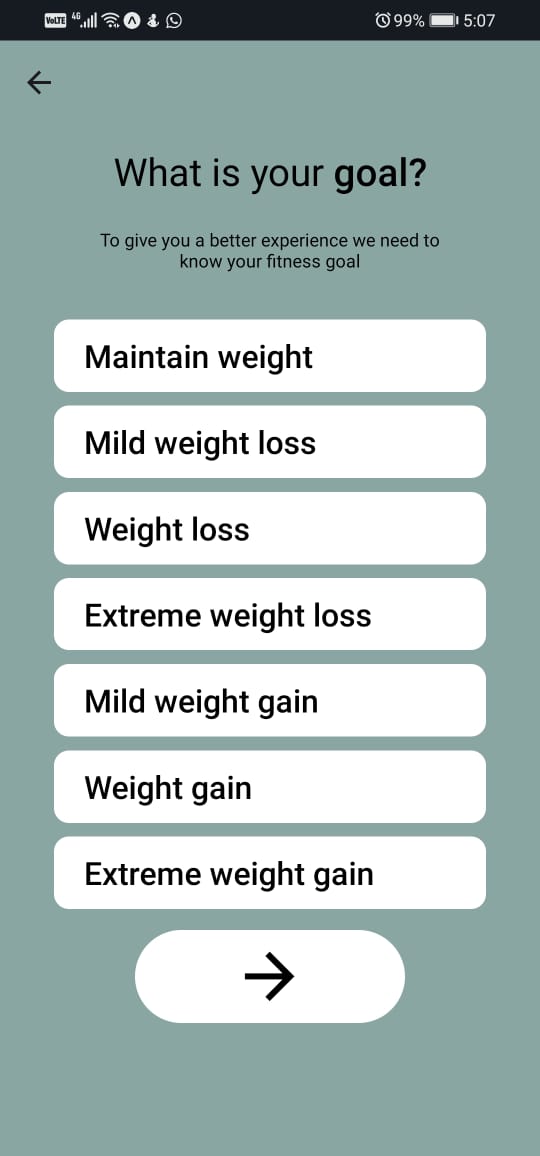 VoLTE 4G 99% 5:07
What is your goal?
To give you a better experience we need to
know your fitness goal
Maintain weight
Mild weight loss
Weight loss
Extreme weight loss
Mild weight gain
Weight gain
Extreme weight gain